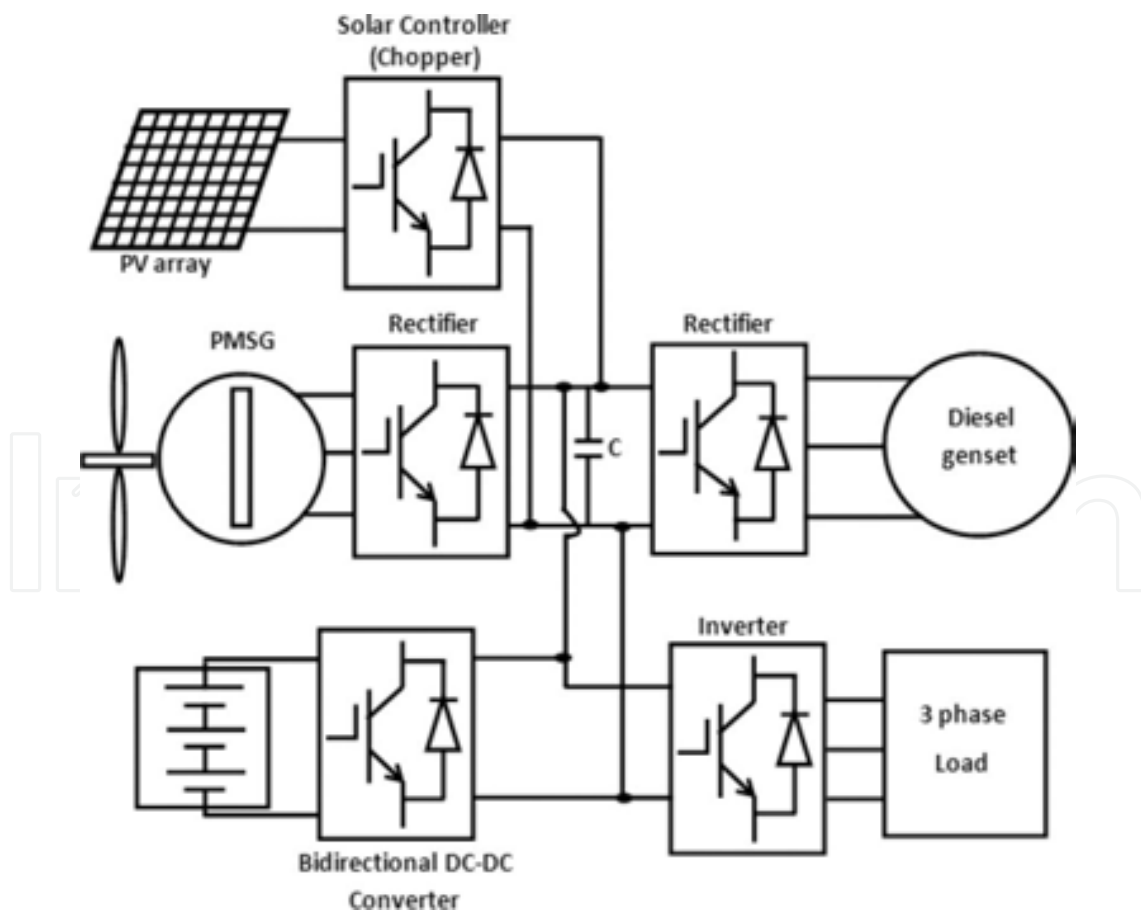 Solar Controller
(Chopper)
PV array
PMSG
Rectifier
Rectifier
C
Diesel
genset
Inverter
3 phase
Load
Bidirectional DC-DC
Converter